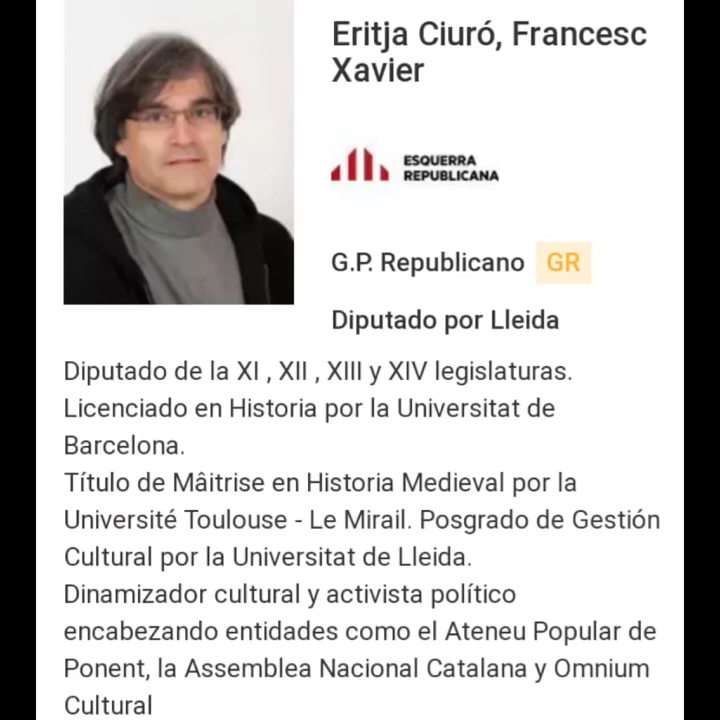 Eritja Ciuró, Francesc
Xavier
ESQUERRA
REPUBLICANA
G.P. Republicano GR
Diputado por Lleida
Diputado de la XI , XII , XIII y XIV legislaturas.
Licenciado en Historia por la Universitat de
Barcelona.
Título de Mâitrise en Historia Medieval por la
Université Toulouse - Le Mirail. Posgrado de Gestión
Cultural por la Universitat de Lleida.
Dinamizador cultural y activista político
encabezando entidades como el Ateneu Popular de
Ponent, la Assemblea Nacional Catalana y Omnium
Cultural